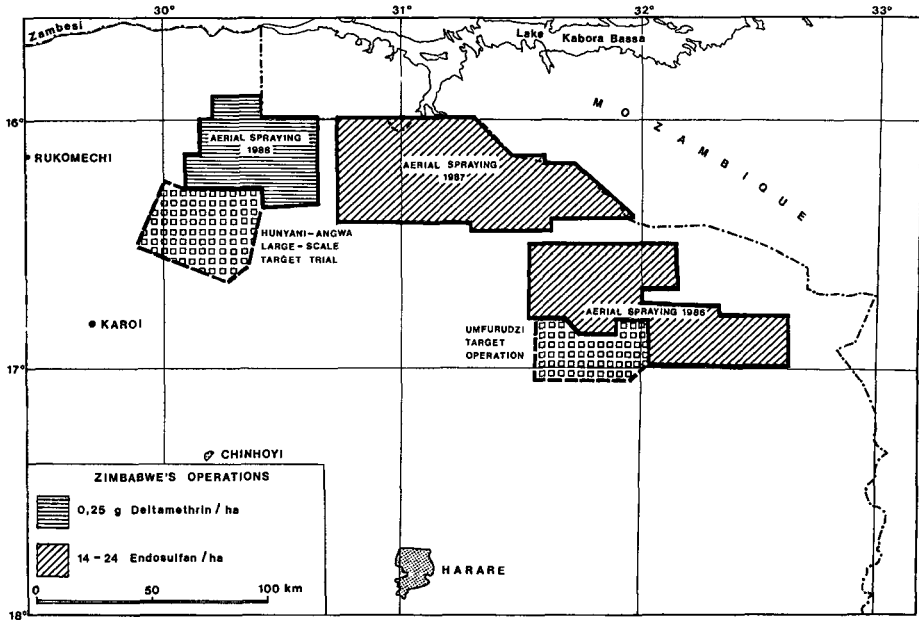 30°
31°
32°
33°
Zambesi
Lake Kabora Bassa
MOZAMBIQUE
16°
RUKOMECHI
AERIAL SPRAYING
1988
AERIAL SPRAYING
1987
HUNYANI-ANGWA
LARGE-SCALE
TARGET TRIAL
KAROI
UMFURUDZI
TARGET
OPERATION
AERIAL SPRAYING 1986
17°
CHINHOYI
ZIMBABWE'S OPERATIONS
0,25 g Deltamethrin / ha
14 - 24 Endosulfan / ha
0 50 100 km
HARARE
18°